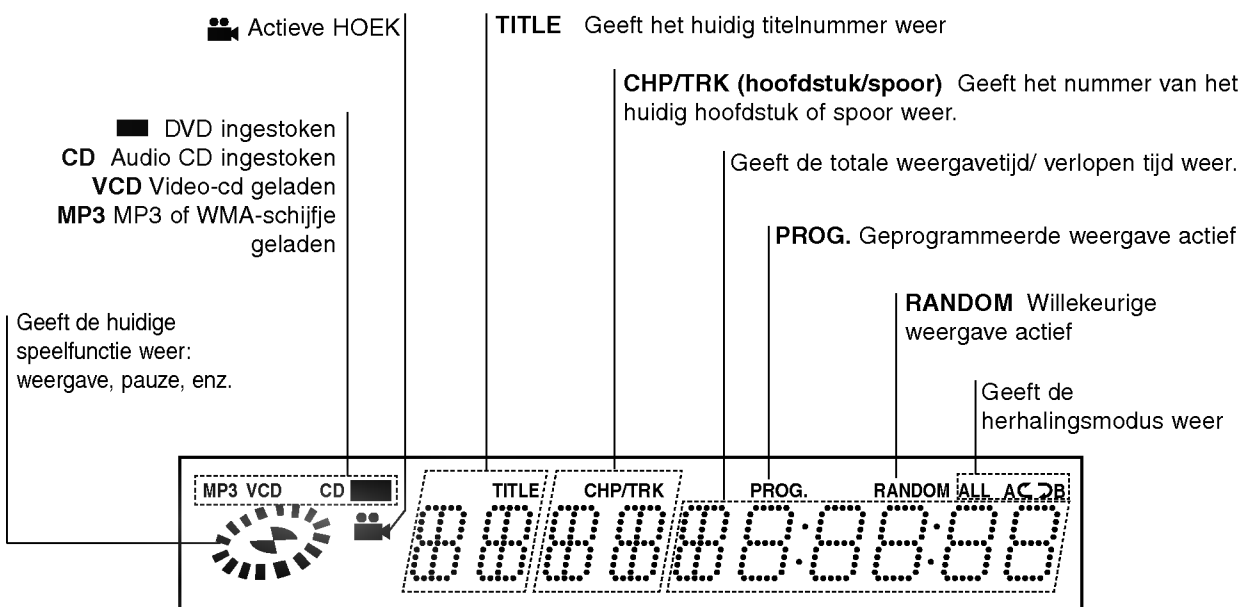 Actieve HOEK
TITLE Geeft het huidig titelnummer weer
CHP/TRK (hoofdstuk/spoor) Geeft het nummer van het
huidig hoofdstuk of spoor weer.
DVD ingestoken
CD Audio CD ingestoken
VCD Video-cd geladen
MP3 MP3 of WMA-schijfje
geladen
Geeft de totale weergavetijd/ verlopen tijd weer.
PROG. Geprogrammeerde weergave actief
RANDOM Willekeurige
weergave actief
Geeft de huidige
speelfunctie weer:
weergave, pauze, enz.
Geeft de
herhalingsmodus weer
MP3 VCD CD TITLE CHP/TRK PROG. RANDOM ALL A B